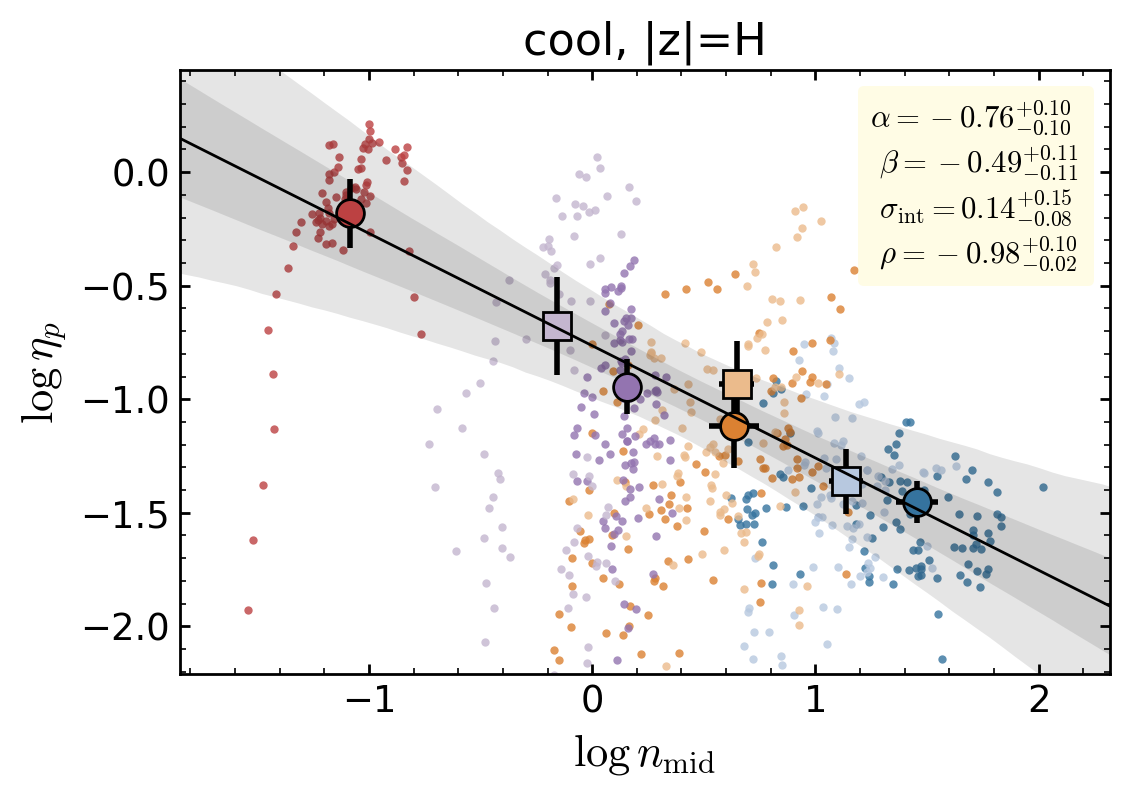 cool, |z|=H
α = −0.76 +0.10 −0.10
β = −0.49 +0.11 −0.11
σint = 0.14 +0.15 −0.08
ρ = −0.98 +0.10 −0.02
0.0
−0.5
−1.0
−1.5
−2.0
log ηp
−1 0 1 2
log nmid